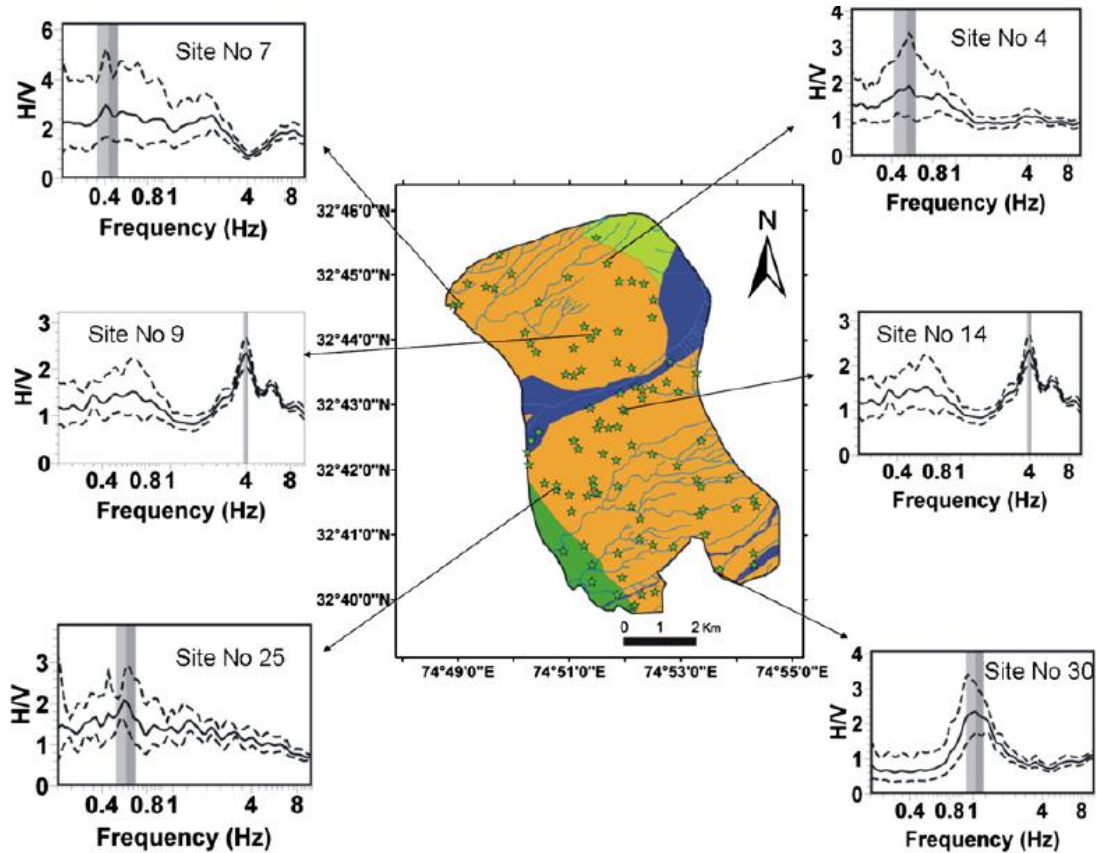 6
4
2
0
H/V
Site No 7
0.4 0.81 4 8
Frequency (Hz)
4
3
2
1
0
H/V
Site No 4
0.4 0.81 4 8
Frequency (Hz)
3
2
1
0
H/V
Site No 9
0.4 0.81 4 8
Frequency (Hz)
32°46'0"N
32°45'0"N
32°44'0"N
32°43'0"N
32°42'0"N
32°41'0"N
32°40'0"N
N
0 1 2 Km
74°49'0"E 74°51'0"E 74°53'0"E 74°55'0"E
3
2
1
0
H/V
Site No 14
0.4 0.81 4 8
Frequency (Hz)
3
2
1
0
H/V
Site No 25
0.4 0.81 4 8
Frequency (Hz)
4
3
2
1
0
H/V
Site No 30
0.4 0.81 4 8
Frequency (Hz)